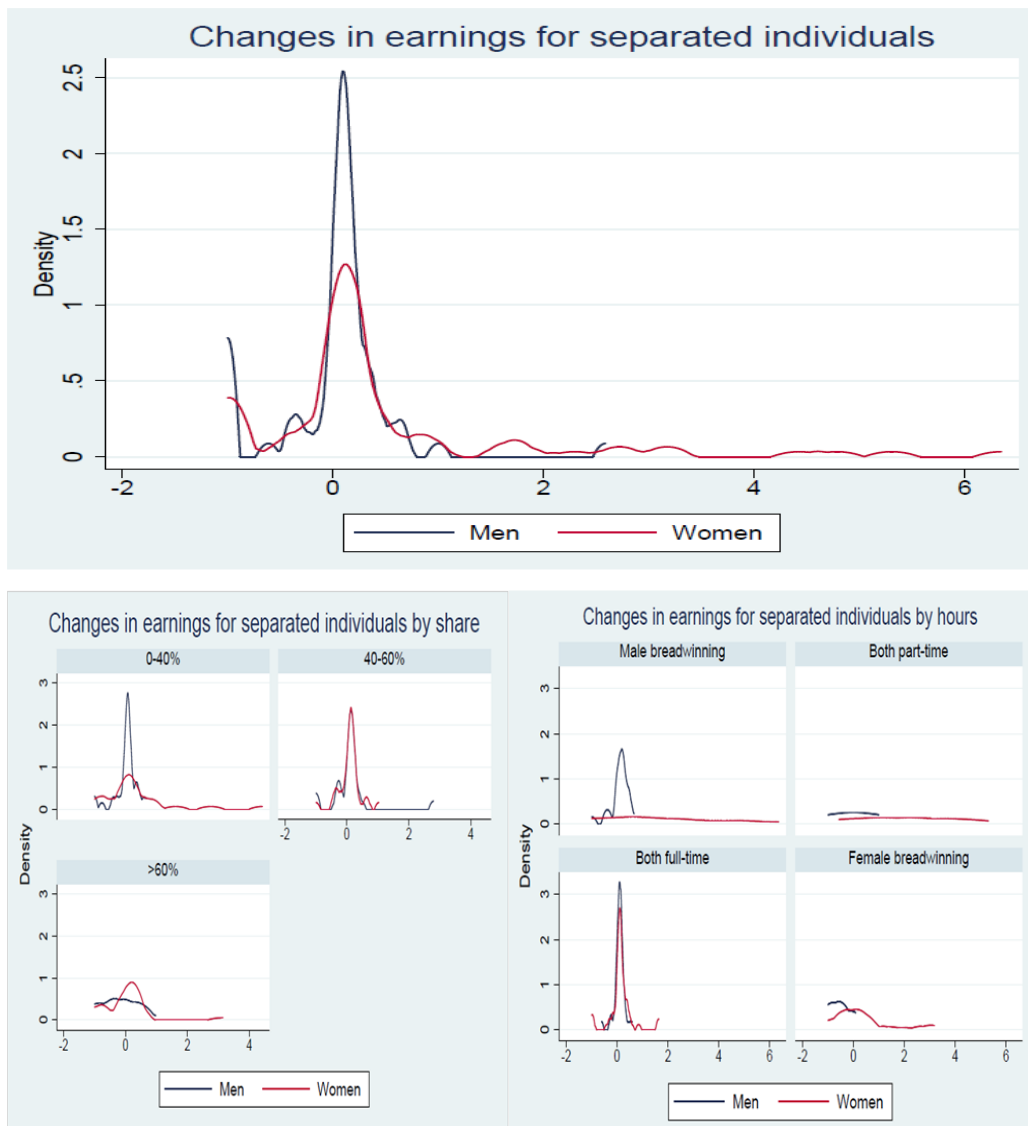 Changes in earnings for separated individuals
Density
2.5
2
1.5
1
.5
0
-2 0 2 4 6
Men Women
Changes in earnings for separated individuals by share
0-40% 40-60%
3
2
1
0
-2 0 2 4
>60%
Density
3
2
1
0
-2 0 2 4
Men Women
Changes in earnings for separated individuals by hours
Male breadwinning Both part-time
3
2
1
0
Both full-time Female breadwinning
Density
3
2
1
0
-2 0 2 4 6 -2 0 2 4 6
Men Women